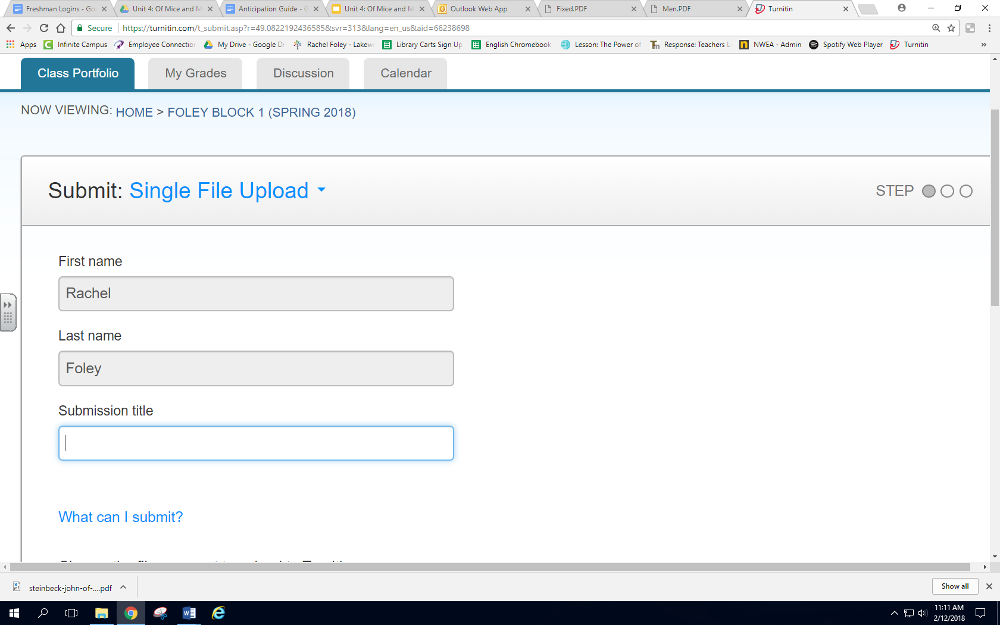 Freshman Logins - Go
Unit 4: Of Mice and M
Anticipation Guide - G
Unit 4: Of Mice and M
Outlook Web App
Fixed.PDF
Men.PDF
Turnitin
Secure
https://turnitin.com/t_submit.asp?r=49.0822192436585&svr=313&lang=en_us&aid=66238698
Apps
Infinite Campus
Employee Connection
My Drive - Google Dr
Rachel Foley - Lakew
Library Carts Sign Up
English Chromebook
Lesson: The Power of
Response: Teachers L
NWEA - Admin
Spotify Web Player
Turnitin
»
Class Portfolio
My Grades
Discussion
Calendar
NOW VIEWING: HOME > FOLEY BLOCK 1 (SPRING 2018)
Submit: Single File Upload
STEP
First name
Rachel
Last name
Foley
Submission title
What can I submit?
steinbeck-john-of-....pdf
Show all
11:11 AM
2/12/2018